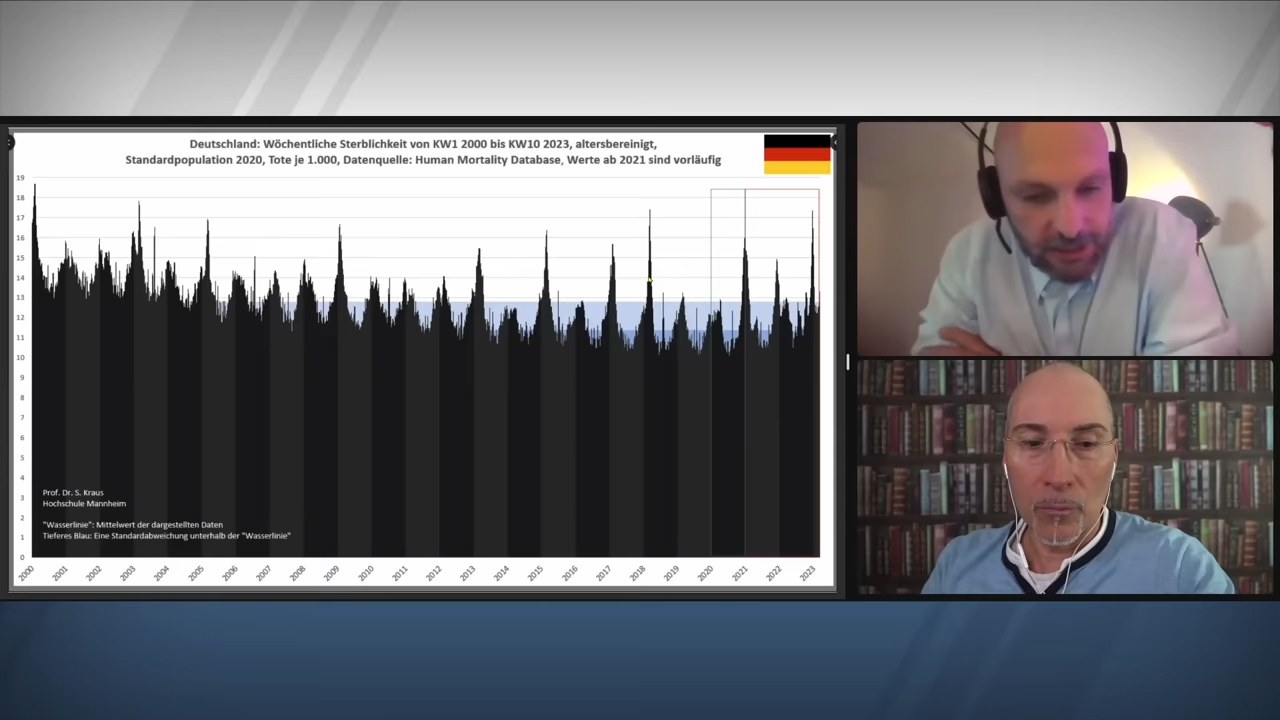 Deutschland: Wöchentliche Sterblichkeit von KW1 2000 bis KW10 2023, altersbereinigt,
Standardpopulation 2020, Tote je 1.000, Datenquelle: Human Mortality Database, Werte ab 2021 sind vorläufig
19
18
17
16
15
14
13
12
11
10
9
8
7
6
5
4
3
2
1
0
Prof. Dr. S. Kraus
Hochschule Mannheim
"Wasserlinie": Mittelwert der dargestellten Daten
Tieferes Blau: Eine Standardabweichung unterhalb der "Wasserlinie"
2000 2001 2002 2003 2004 2005 2006 2007 2008 2009 2010 2011 2012 2013 2014 2015 2016 2017 2018 2019 2020 2021 2022 2023